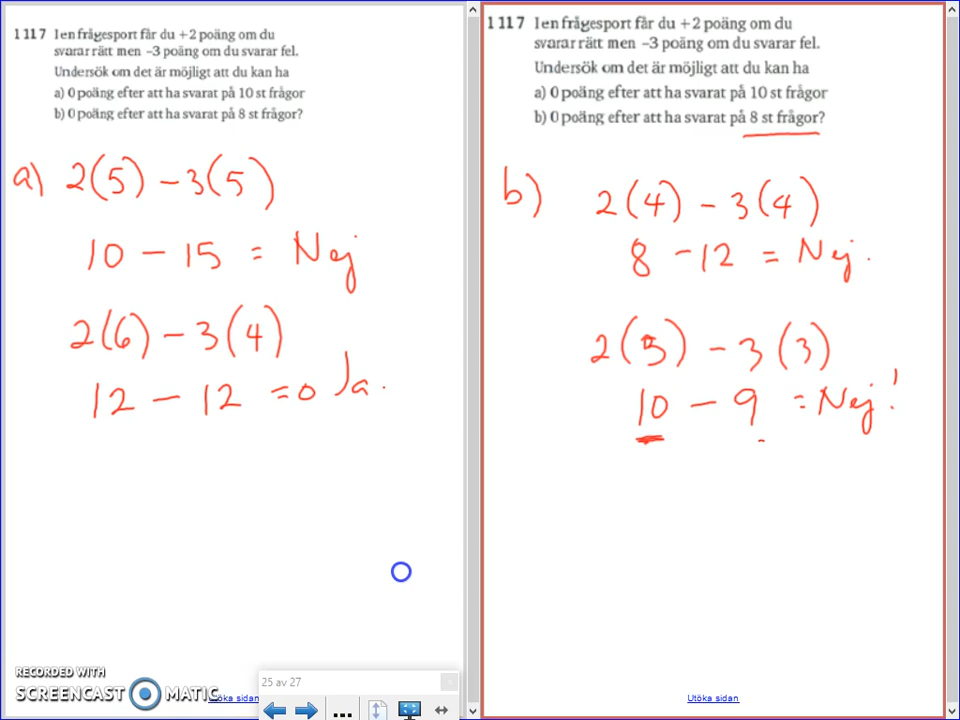 1117 I en frågesport får du +2 poäng om du
svarar rätt men –3 poäng om du svarar fel.
Undersök om det är möjligt att du kan ha
a) 0 poäng efter att ha svarat på 10 st frågor
b) 0 poäng efter att ha svarat på 8 st frågor?
a) 2(5) – 3(5)
10 – 15 = Nej
2(6) – 3(4)
12 – 12 = 0 Ja.
RECORDED WITH
SCREENCAST MATIC
Utöka sidan
25 av 27
...
1117 I en frågesport får du +2 poäng om du
svarar rätt men –3 poäng om du svarar fel.
Undersök om det är möjligt att du kan ha
a) 0 poäng efter att ha svarat på 10 st frågor
b) 0 poäng efter att ha svarat på 8 st frågor?
b) 2(4) – 3(4)
8 – 12 = Nej.
2(5) – 3(3)
10 – 9 = Nej!
Utöka sidan